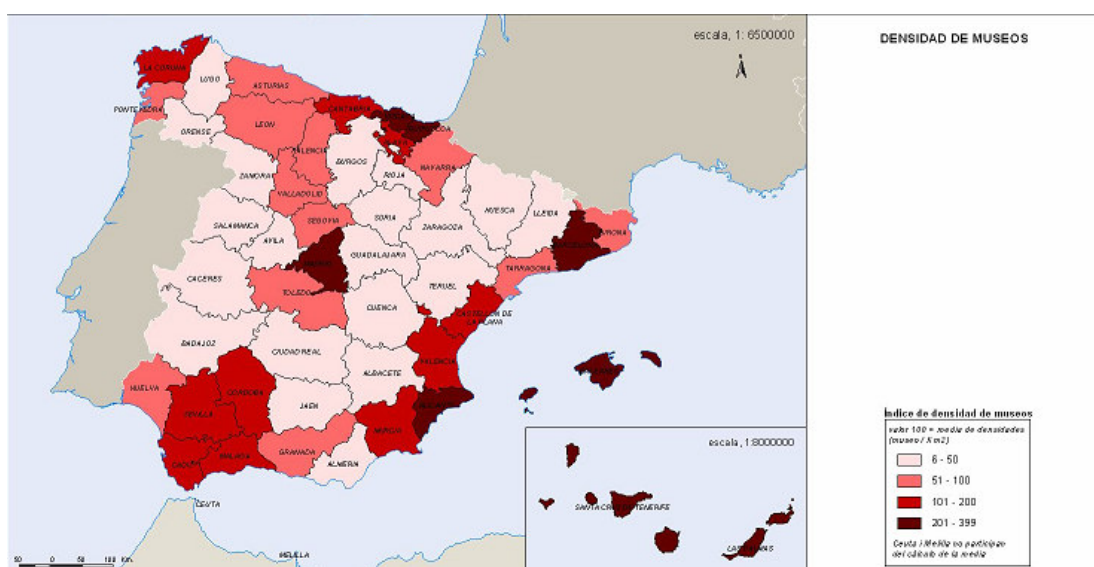 escala, 1: 6500000
DENSIDAD DE MUSEOS
LA CORUNA
LUGO
ASTURIAS
CANTABRIA
PONTEVEDRA
ORENSE
LEON
PALENCIA
BURGOS
RIOJA
NAVARRA
ZAMORA
VALLADOLID
SORIA
ZARAGOZA
HUESCA
LLEIDA
SEGOVIA
SALAMANCA
AVILA
GUADALAJARA
TARRAGONA
CACERES
TOLEDO
CUENCA
TERUEL
CASTELLON DE
LA PLANA
BADAJOZ
CIUDAD REAL
ALBACETE
VALENCIA
HUELVA
SEVILLA
CORDOBA
JAEN
MURCIA
CADIZ
MALAGA
GRANADA
ALMERIA
CEUTA
MELILLA
escala, 1:8000000
SANTA CRUZ DE TENERIFE
LAS PALMAS
50 0 50 100 Km.
Índice de densidad de museos
valor 100 = media de densidades
(museo / Km2)
6 - 50
51 - 100
101 - 200
201 - 399
Ceuta i Melilla no participan
del cálculo de la media